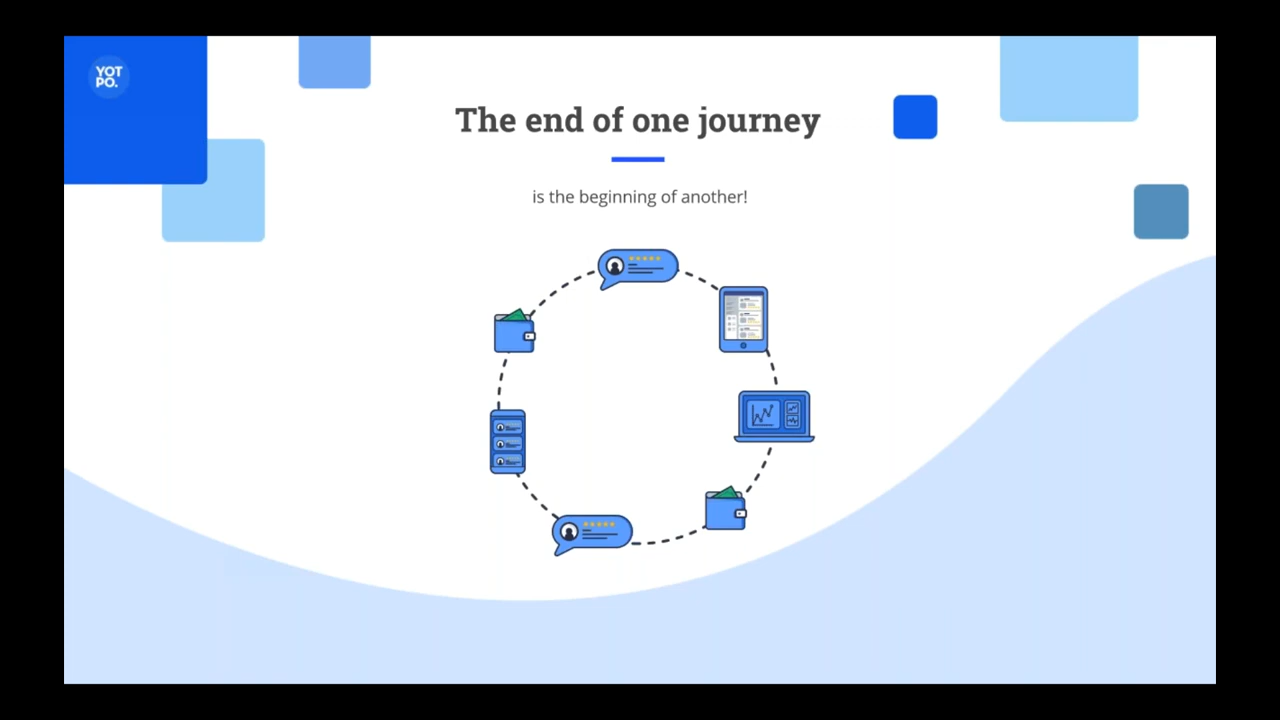 YOT
PO.
The end of one journey
is the beginning of another!